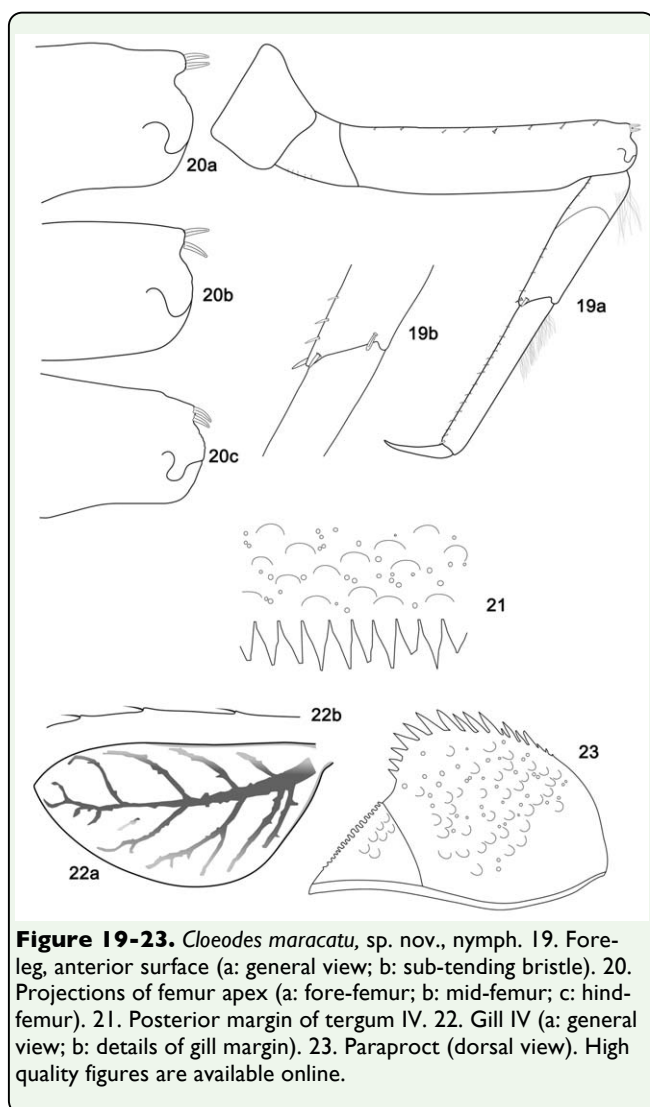 20a
20b
19b
19a
20c
21
22b
23
22a
Figure 19-23. Cloeodes maracatu, sp. nov., nymph. 19. Fore-
leg, anterior surface (a: general view; b: sub-tending bristle). 20.
Projections of femur apex (a: fore-femur; b: mid-femur; c: hind-
femur). 21. Posterior margin of tergum IV. 22. Gill IV (a: general
view; b: details of gill margin). 23. Paraproct (dorsal view). High
quality figures are available online.